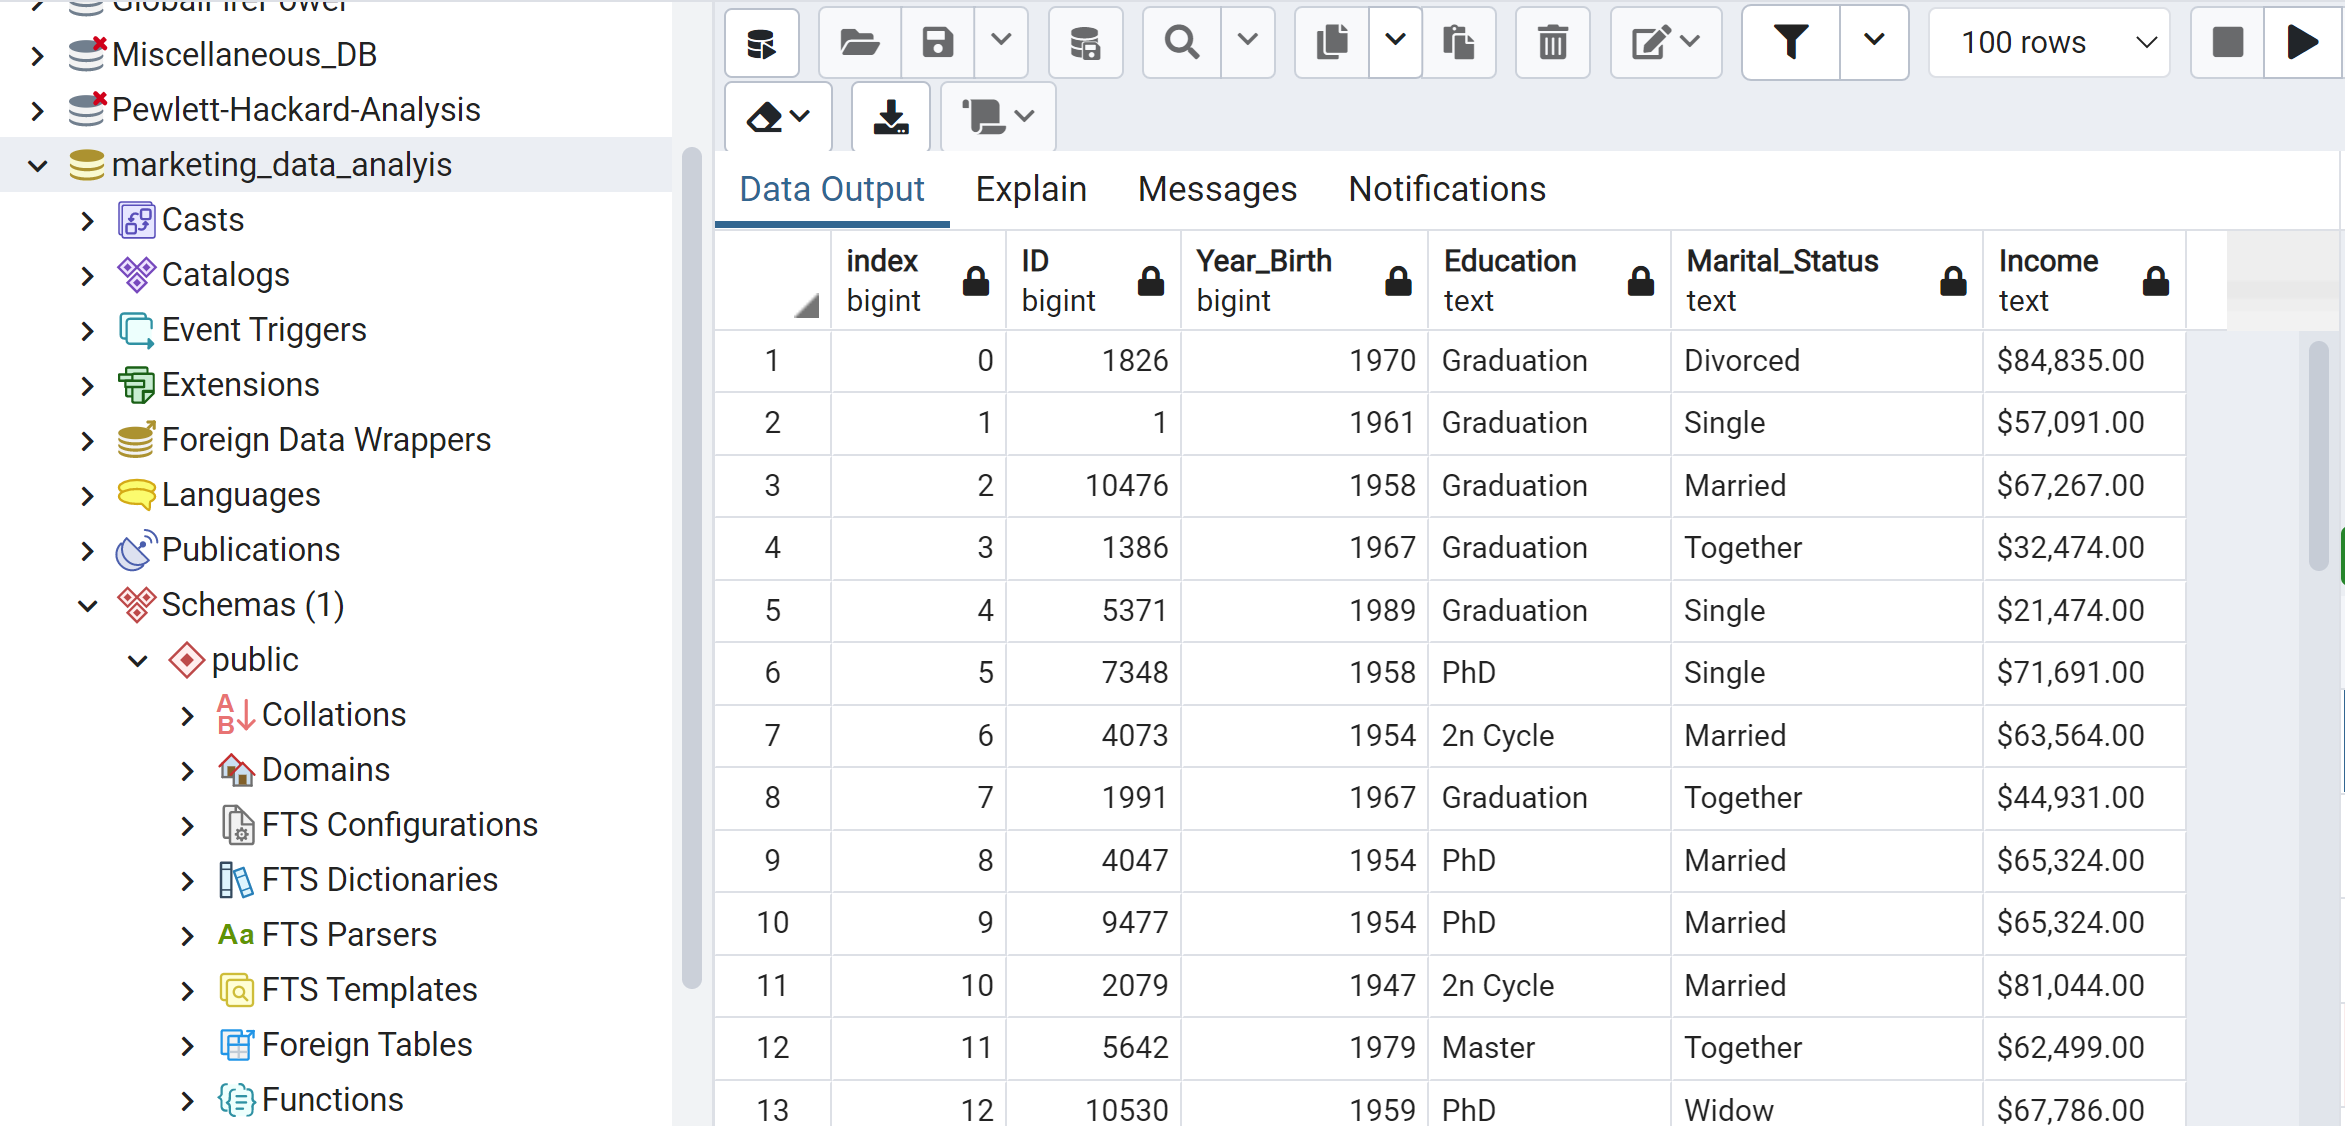 GlobalFirePower
Miscellaneous_DB
Pewlett-Hackard-Analysis
marketing_data_analyis
Casts
Catalogs
Event Triggers
Extensions
Foreign Data Wrappers
Languages
Publications
Schemas (1)
public
Collations
Domains
FTS Configurations
FTS Dictionaries
Aa FTS Parsers
FTS Templates
Foreign Tables
Functions
100 rows
Data Output Explain Messages Notifications
index ID Year_Birth Education Marital_Status Income
bigint bigint bigint text text text
1 0 1826 1970 Graduation Divorced $84,835.00
2 1 1 1961 Graduation Single $57,091.00
3 2 10476 1958 Graduation Married $67,267.00
4 3 1386 1967 Graduation Together $32,474.00
5 4 5371 1989 Graduation Single $21,474.00
6 5 7348 1958 PhD Single $71,691.00
7 6 4073 1954 2n Cycle Married $63,564.00
8 7 1991 1967 Graduation Together $44,931.00
9 8 4047 1954 PhD Married $65,324.00
10 9 9477 1954 PhD Married $65,324.00
11 10 2079 1947 2n Cycle Married $81,044.00
12 11 5642 1979 Master Together $62,499.00
13 12 10530 1959 PhD Widow $67,786.00